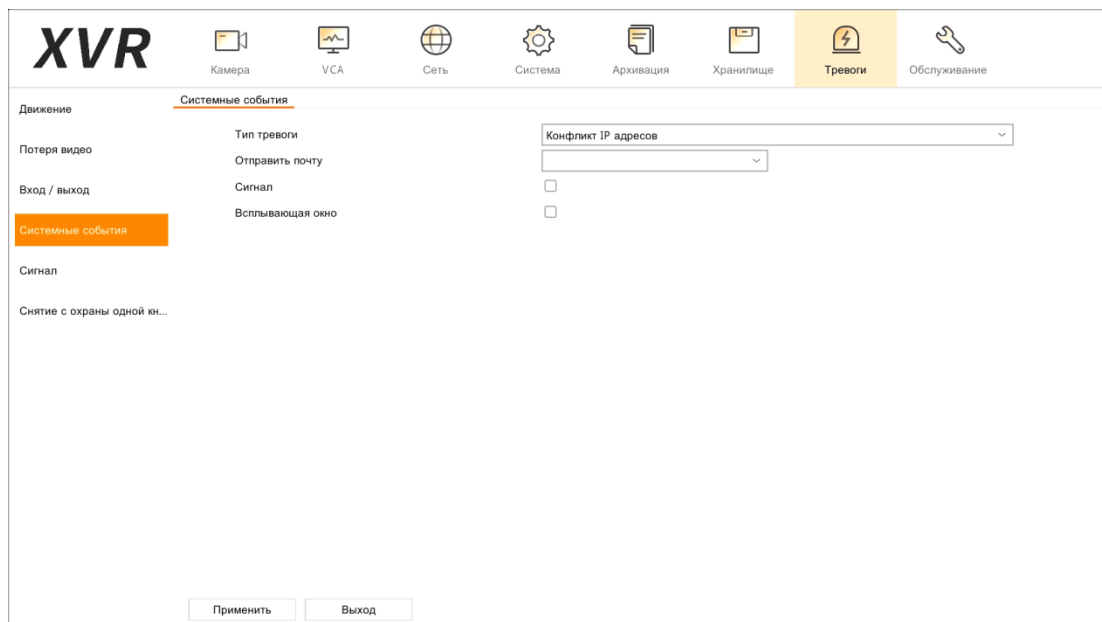 XVR
Камера
VCA
Сеть
Система
Архивация
Хранилище
Тревоги
Обслуживание
Движение
Потеря видео
Вход / выход
Системные события
Сигнал
Снятие с охраны одной кн...
Системные события
Тип тревоги
Конфликт IP адресов
Отправить почту
Сигнал
Всплывающая окно
Применить
Выход